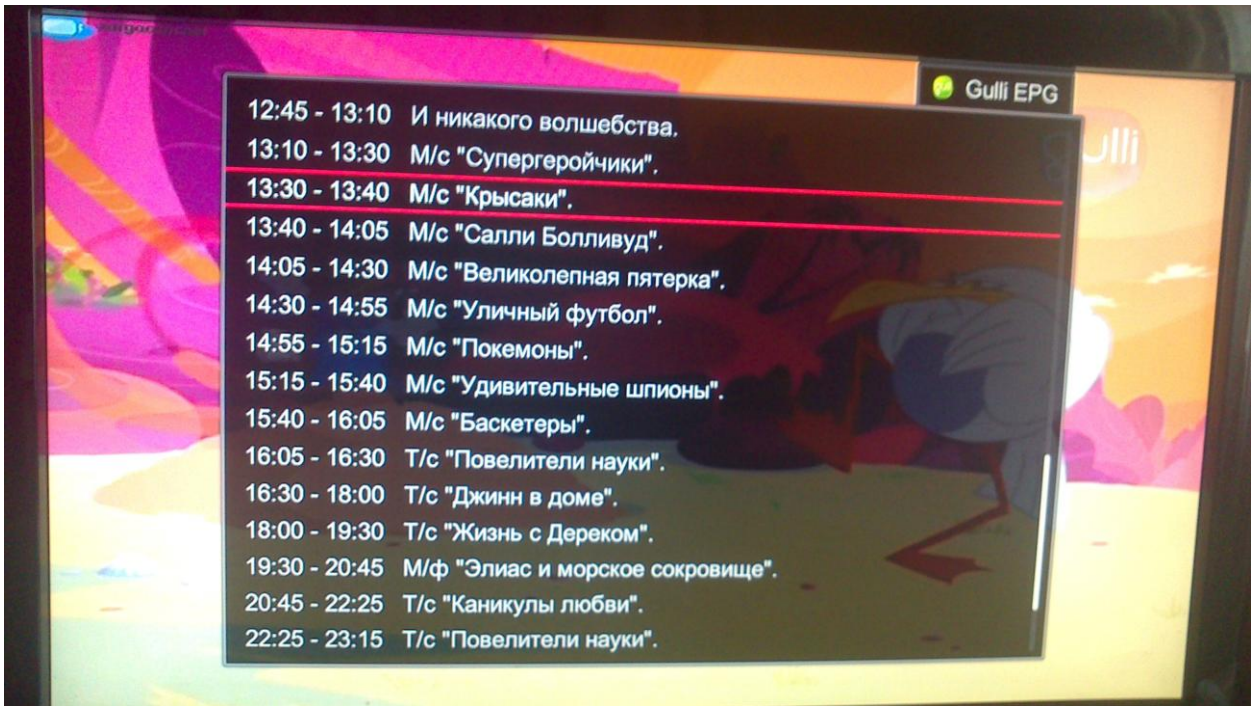 Gulli EPG
12:45 - 13:10 И никакого волшебства.
13:10 - 13:30 М/с "Супергеройчики".
13:30 - 13:40 М/с "Крысаки".
13:40 - 14:05 М/с "Салли Болливуд".
14:05 - 14:30 М/с "Великолепная пятерка".
14:30 - 14:55 М/с "Уличный футбол".
14:55 - 15:15 М/с "Покемоны".
15:15 - 15:40 М/с "Удивительные шпионы".
15:40 - 16:05 М/с "Баскетеры".
16:05 - 16:30 Т/с "Повелители науки".
16:30 - 18:00 Т/с "Джинн в доме".
18:00 - 19:30 Т/с "Жизнь с Дереком".
19:30 - 20:45 М/ф "Элиас и морское сокровище".
20:45 - 22:25 Т/с "Каникулы любви".
22:25 - 23:15 Т/с "Повелители науки".